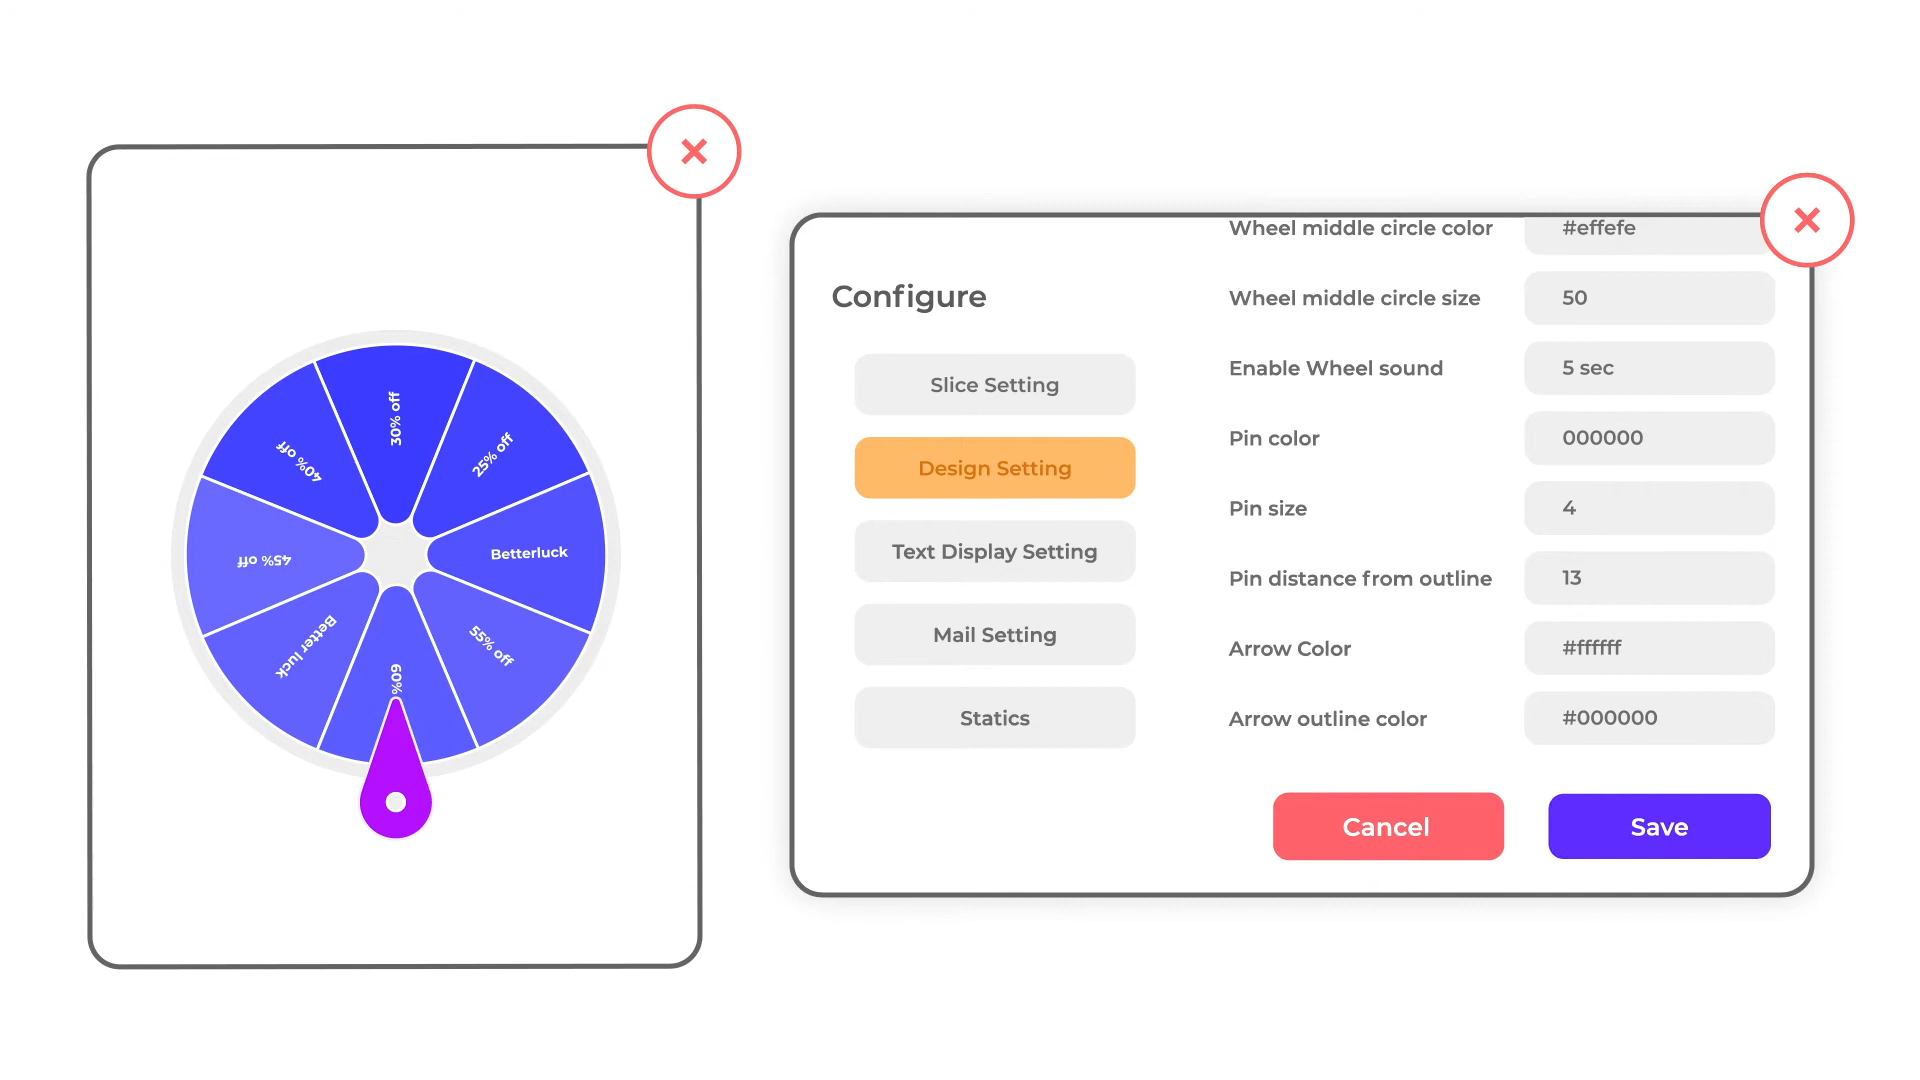 30% off
25% off
Betterluck
55% off
60%
Better luck
45% off
40% off
Configure
Slice Setting
Design Setting
Text Display Setting
Mail Setting
Statics
Wheel middle circle color #effefe
Wheel middle circle size 50
Enable Wheel sound 5 sec
Pin color 000000
Pin size 4
Pin distance from outline 13
Arrow Color #ffffff
Arrow outline color #000000
Cancel
Save